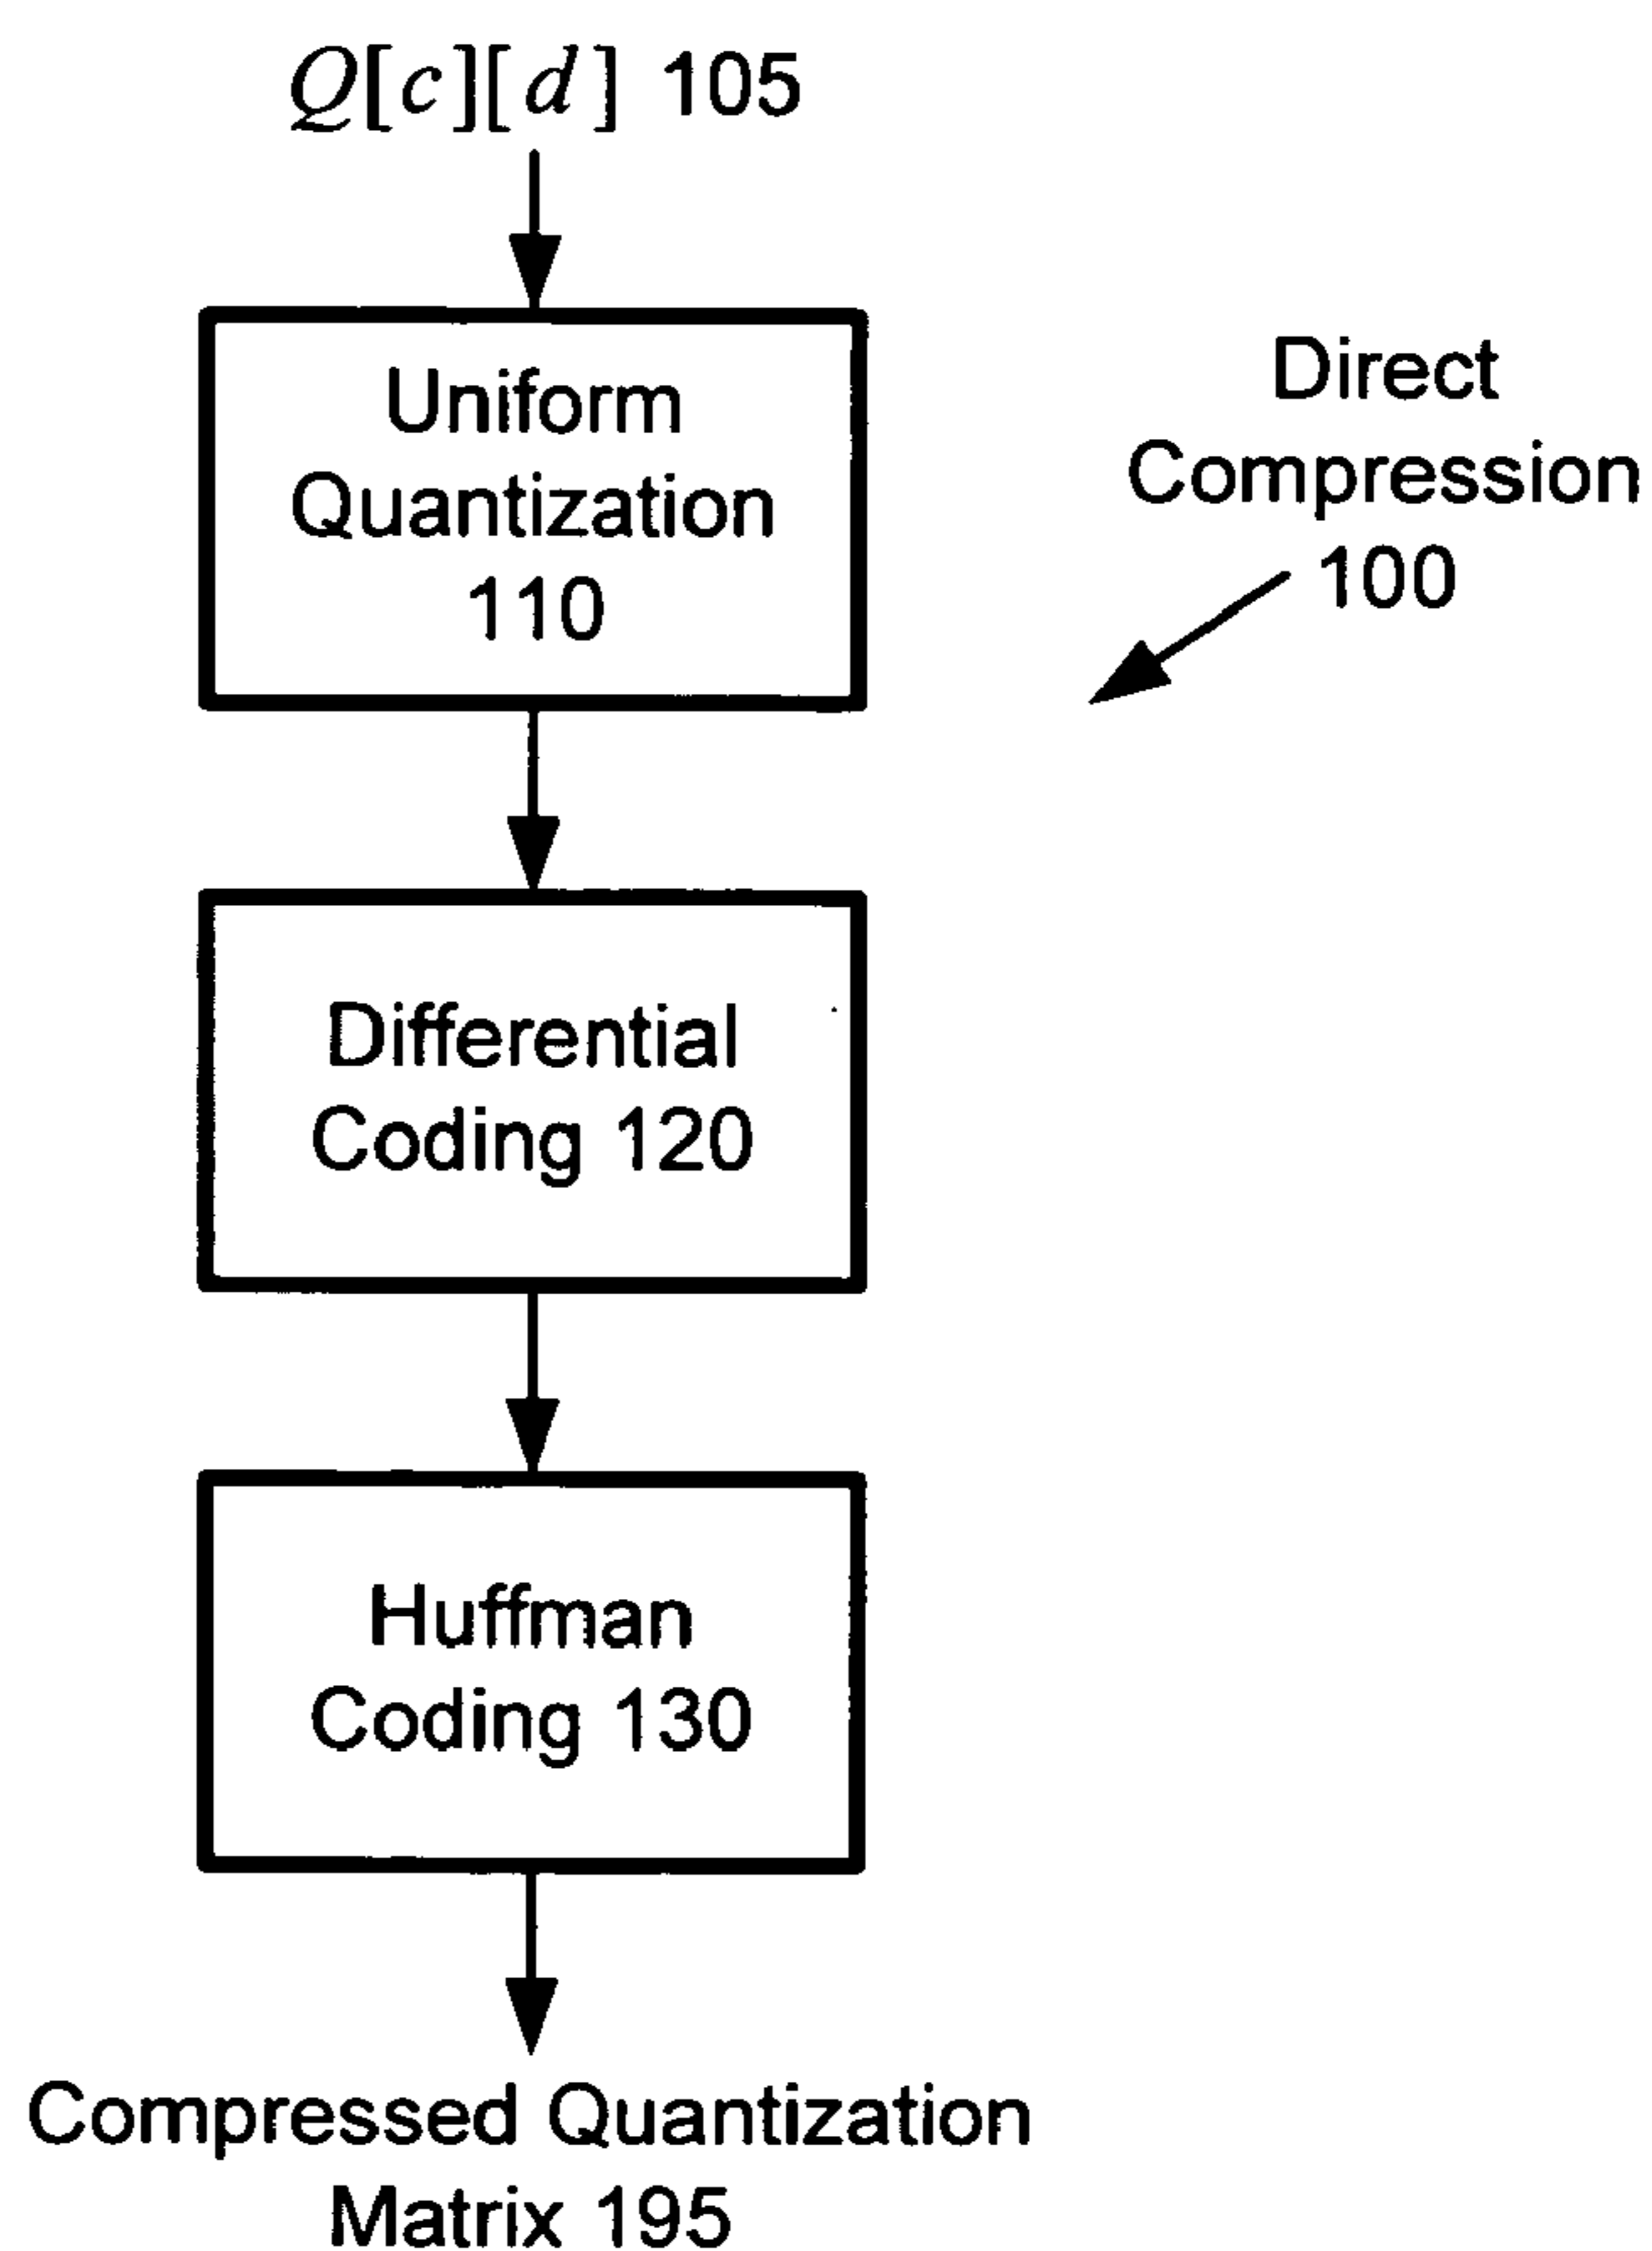 Q[c][d] 105
Uniform
Quantization
110
Direct
Compression
100
Differential
Coding 120
Huffman
Coding 130
Compressed Quantization
Matrix 195